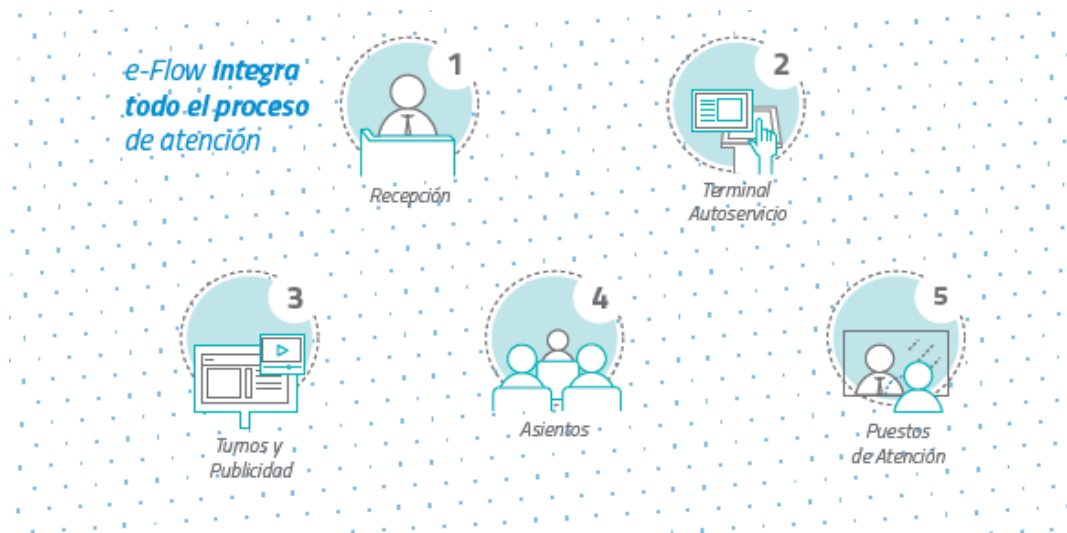 e-Flow integra
todo el proceso
de atención
1
Recepción
2
Terminal
Autoservicio
3
Turnos y
Publicidad
4
Asientos
5
Puestos
de Atención